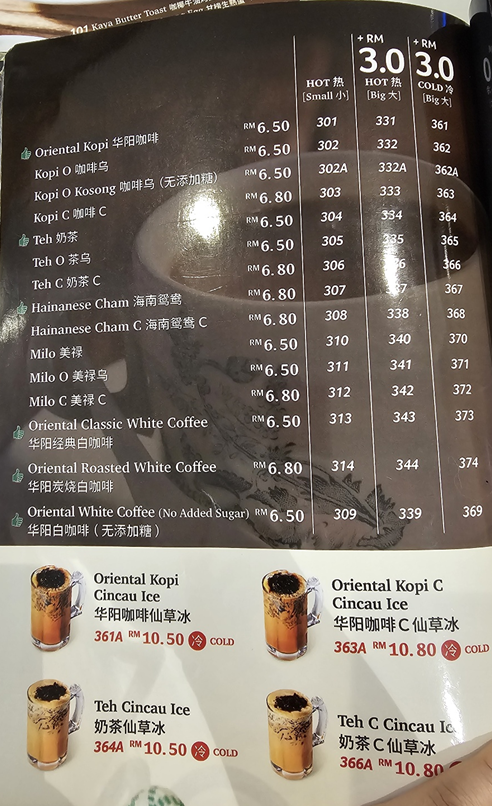 101 Kaya Butter Toast
+ RM + RM
3.0 3.0
HOT 热 HOT 热 COLD 冷
[Small 小] [Big 大] [Big 大]
Oriental Kopi 华阳咖啡 RM 6.50 301 331 361
Kopi O 咖啡乌 RM 6.50 302 332 362
Kopi O Kosong 咖啡乌 (无添加糖) RM 6.50 302A 332A 362A
Kopi C 咖啡 C RM 6.80 303 333 363
Teh 奶茶 RM 6.50 304 334 364
Teh O 茶乌 RM 6.50 305 335 365
Teh C 奶茶 C RM 6.80 306 366
Hainanese Cham 海南鸳鸯 RM 6.50 307 367
Hainanese Cham C 海南鸳鸯 C RM 6.80 308 338 368
Milo 美禄 RM 6.50 310 340 370
Milo O 美禄乌 RM 6.50 311 341 371
Milo C 美禄 C RM 6.80 312 342 372
Oriental Classic White Coffee RM 6.50 313 343 373
华阳经典白咖啡
Oriental Roasted White Coffee RM 6.80 314 344 374
华阳炭烧白咖啡
Oriental White Coffee (No Added Sugar) RM 6.50 309 339 369
华阳白咖啡 ( 无添加糖 )
Oriental Kopi
Cincau Ice
华阳咖啡仙草冰
361A RM 10.50 冷 COLD
Oriental Kopi C
Cincau Ice
华阳咖啡 C 仙草冰
363A RM 10.80 冷 COLD
Teh Cincau Ice
奶茶仙草冰
364A RM 10.50 冷 COLD
Teh C Cincau Ic
奶茶 C 仙草冰
366A RM 10.80